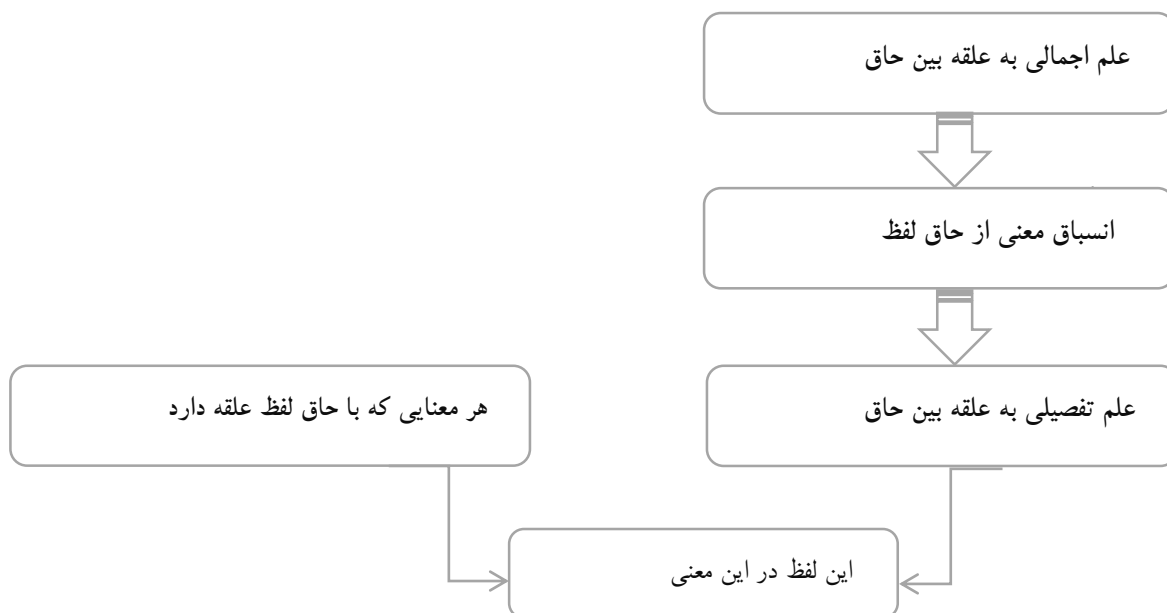 علم اجمالی به علقه بین حاق
انسباق معنی از حاق لفظ
علم تفصیلی به علقه بین حاق
هر معنایی که با حاق لفظ علقه دارد
این لفظ در این معنی